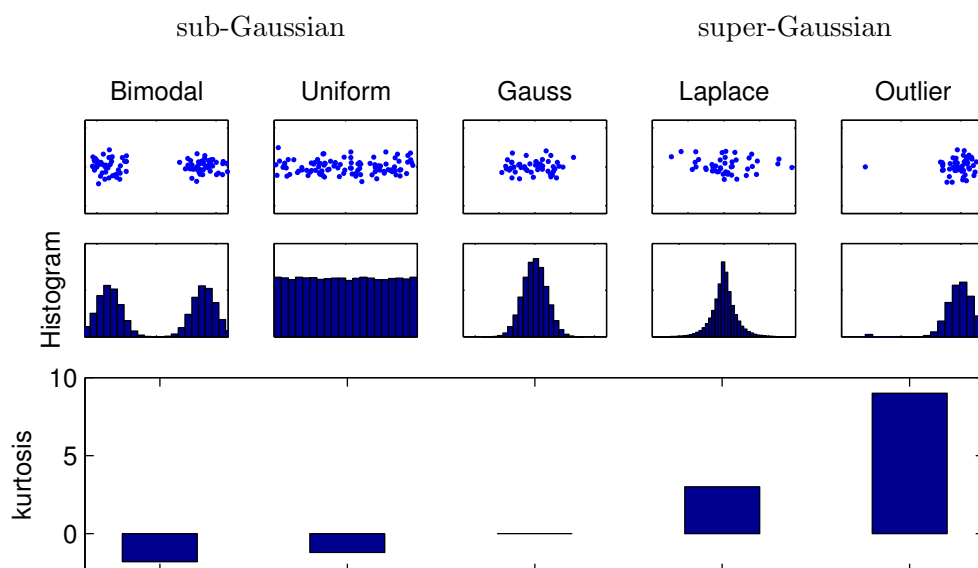 sub-Gaussian super-Gaussian
Bimodal Uniform Gauss Laplace Outlier
Histogram
10
5
0
kurtosis